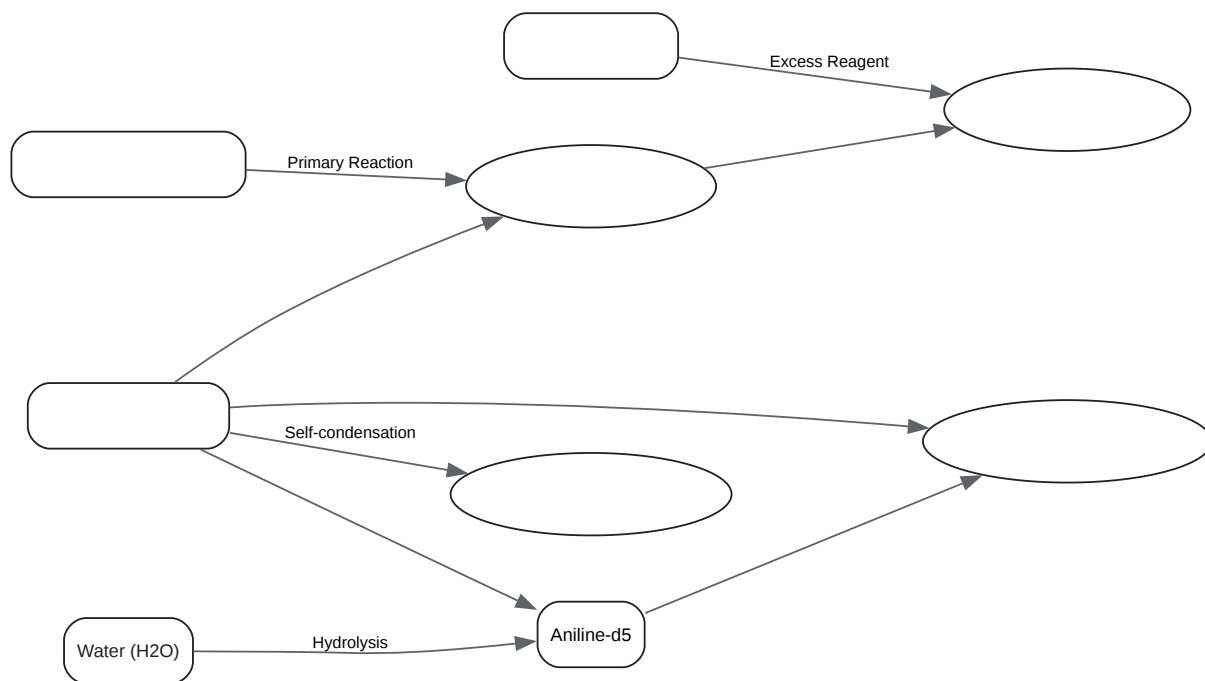 Excess Reagent
Primary Reaction
Self-condensation
Aniline-d5
Hydrolysis
Water (H2O)